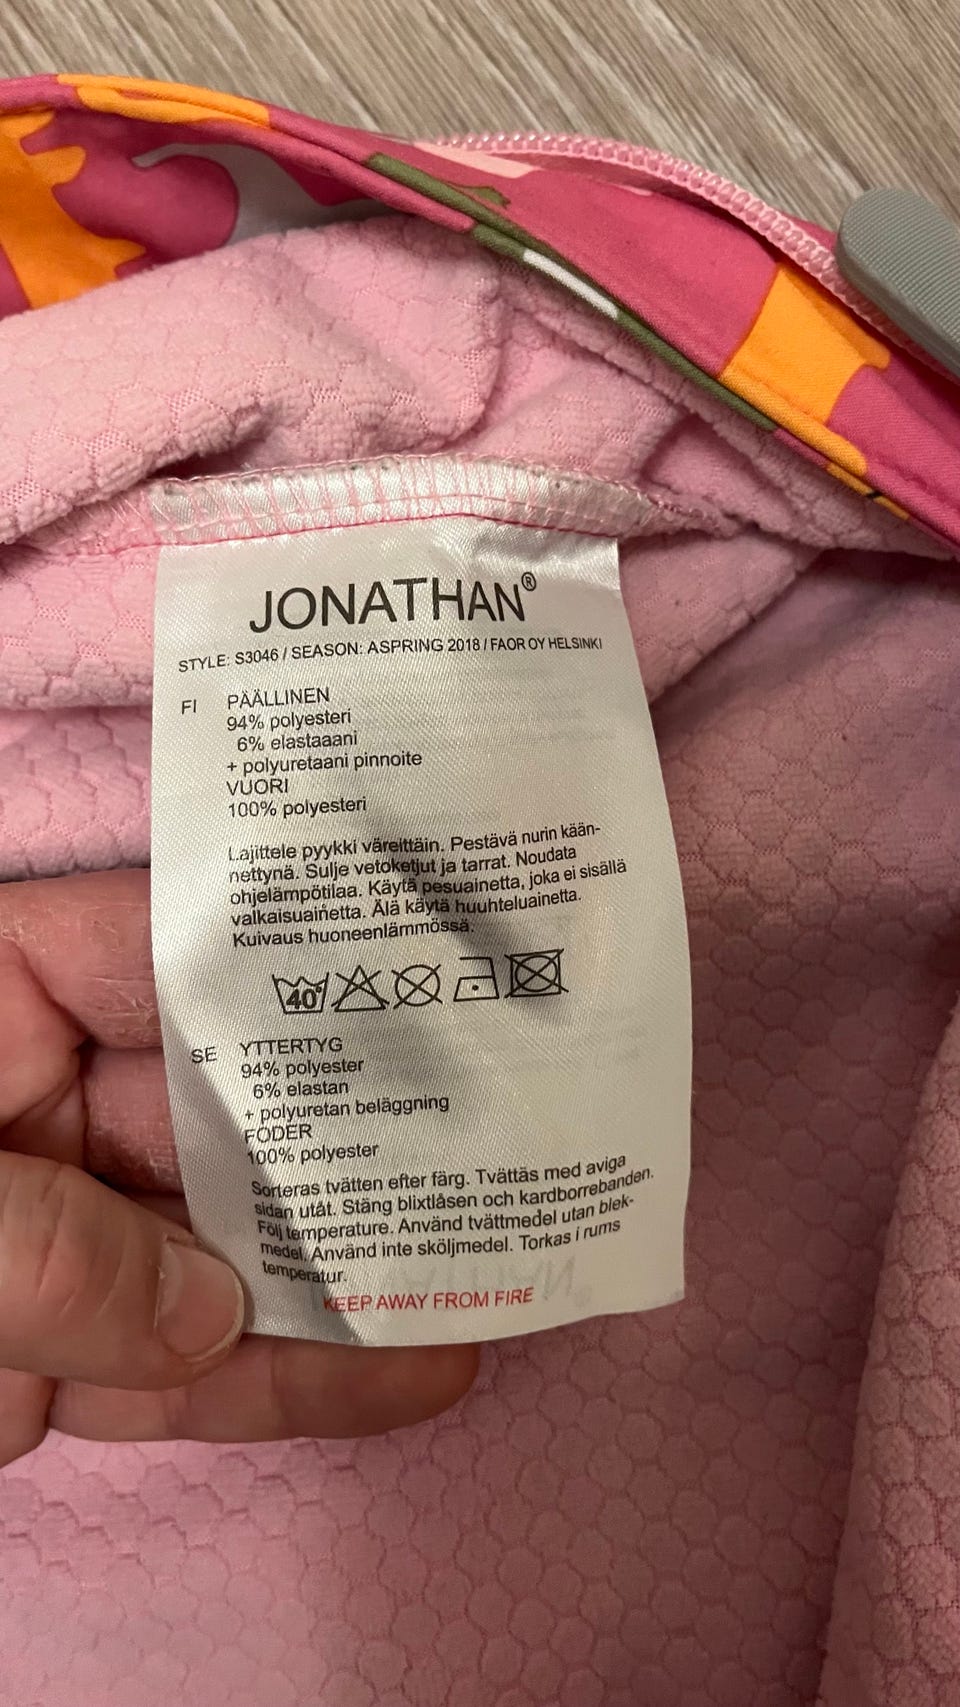 JONATHAN®
STYLE: S3046 / SEASON: ASPRING 2018 / FAOR OY HELSINKI
FI PÄÄLLINEN
94% polyesteri
6% elastaaani
+ polyuretaani pinnoite
VUORI
100% polyesteri
Lajittele pyykki väreittäin. Pestävä nurin kään-
nettynä. Sulje vetoketjut ja tarrat. Noudata
ohjelämpötilaa. Käytä pesuainetta, joka ei sisällä
valkaisuainetta. Älä käytä huuhteluainetta.
Kuivaus huoneenlämmössä.
40°
SE YTTERTYG
94% polyester
6% elastan
+ polyuretan beläggning
FODER
100% polyester
Sorteras tvätten efter färg. Tvättäs med aviga
sidan utåt. Stäng blixtlåsen och kardborrebanden.
Följ temperature. Använd tvättmedel utan blek-
medel. Använd inte sköljmedel. Torkas i rums
temperatur.
KEEP AWAY FROM FIRE